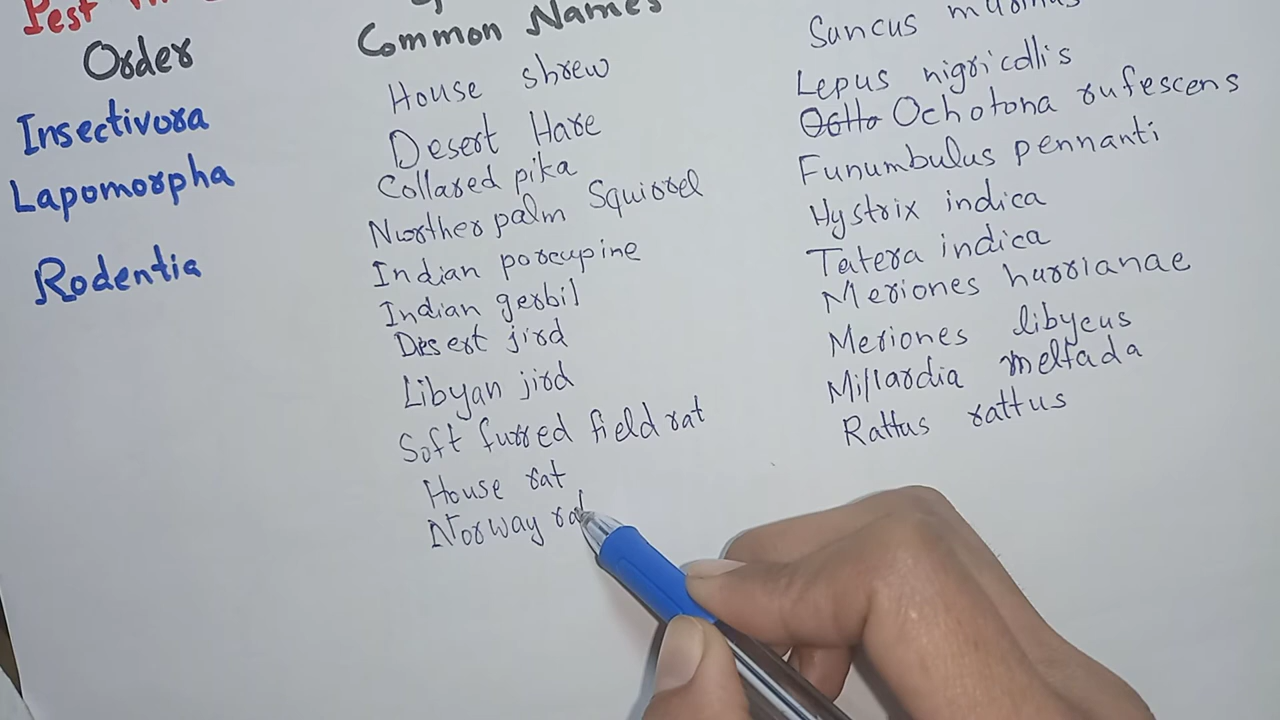 Pest
Order
Common Names
Suncus
Insectivora
House shrew
Lepus nigricollis
Lapomorpha
Desert Hare
Ochotona rufescens
Collared pika
Funumbulus pennanti
Rodentia
Norther palm Squirrel
Hystrix indica
Indian porcupine
Tatera indica
Indian gerbil
Meriones hurrianae
Desert jird
Meriones libycus
Libyan jird
Millardia meltada
Soft furred field rat
Rattus rattus
House rat
Norway rat